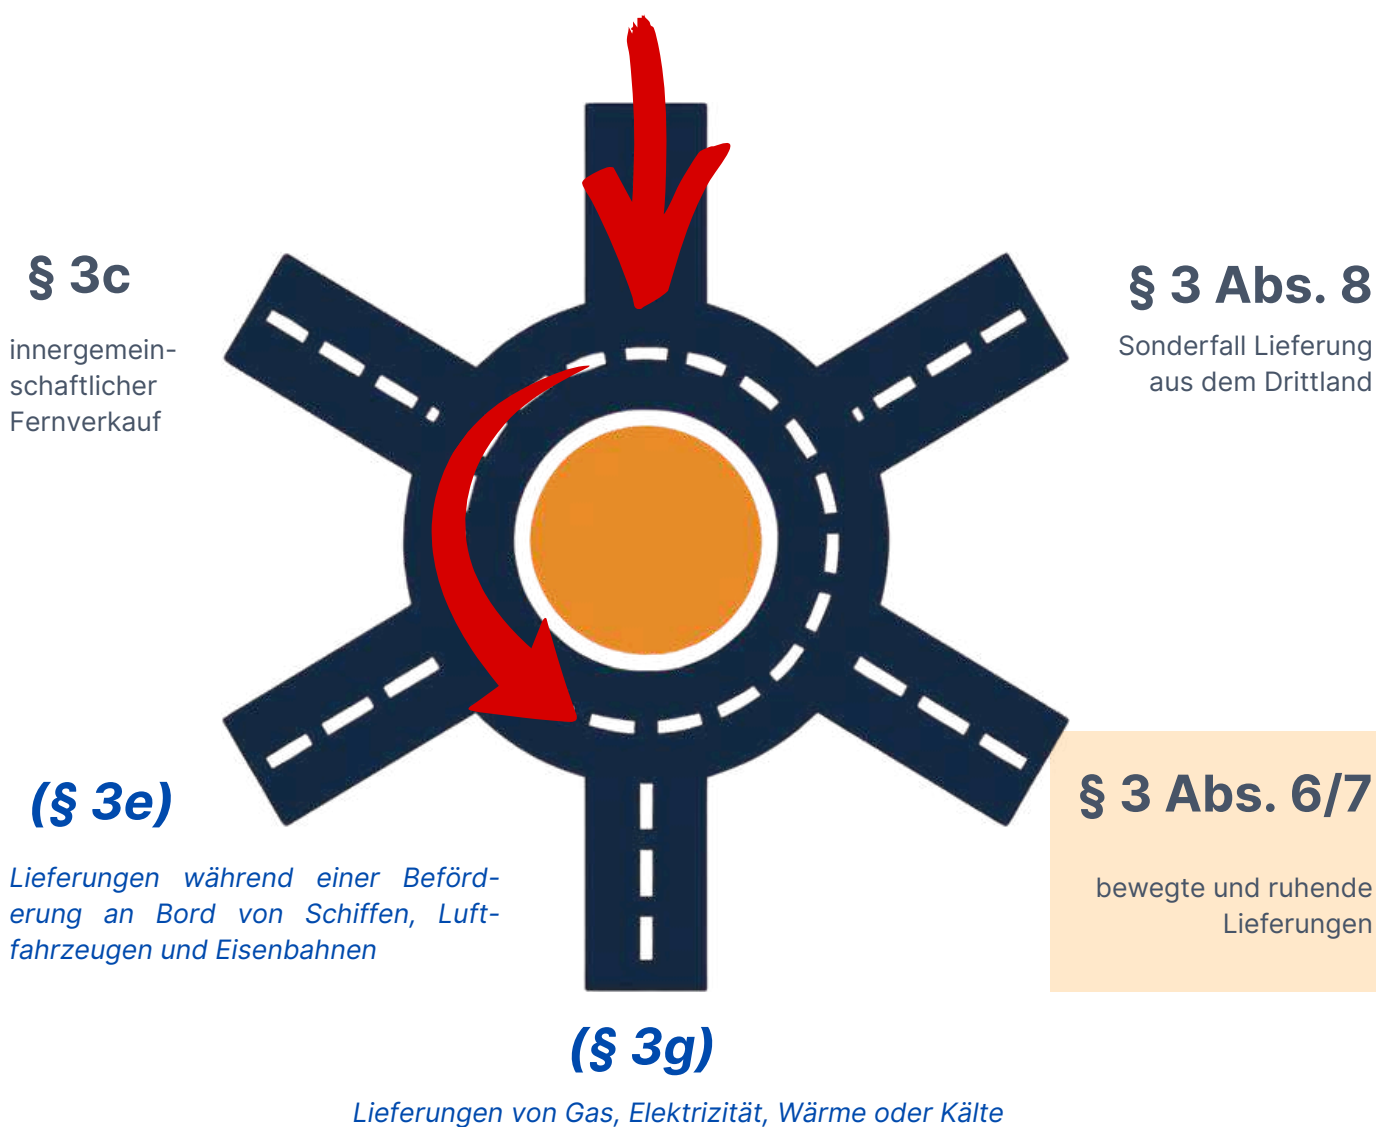 § 3c
innergemein-
schaftlicher
Fernverkauf
§ 3 Abs. 8
Sonderfall Lieferung
aus dem Drittland
(§ 3e)
Lieferungen während einer Beförd-
erung an Bord von Schiffen, Luft-
fahrzeugen und Eisenbahnen
§ 3 Abs. 6/7
bewegte und ruhende
Lieferungen
(§ 3g)
Lieferungen von Gas, Elektrizität, Wärme oder Kälte